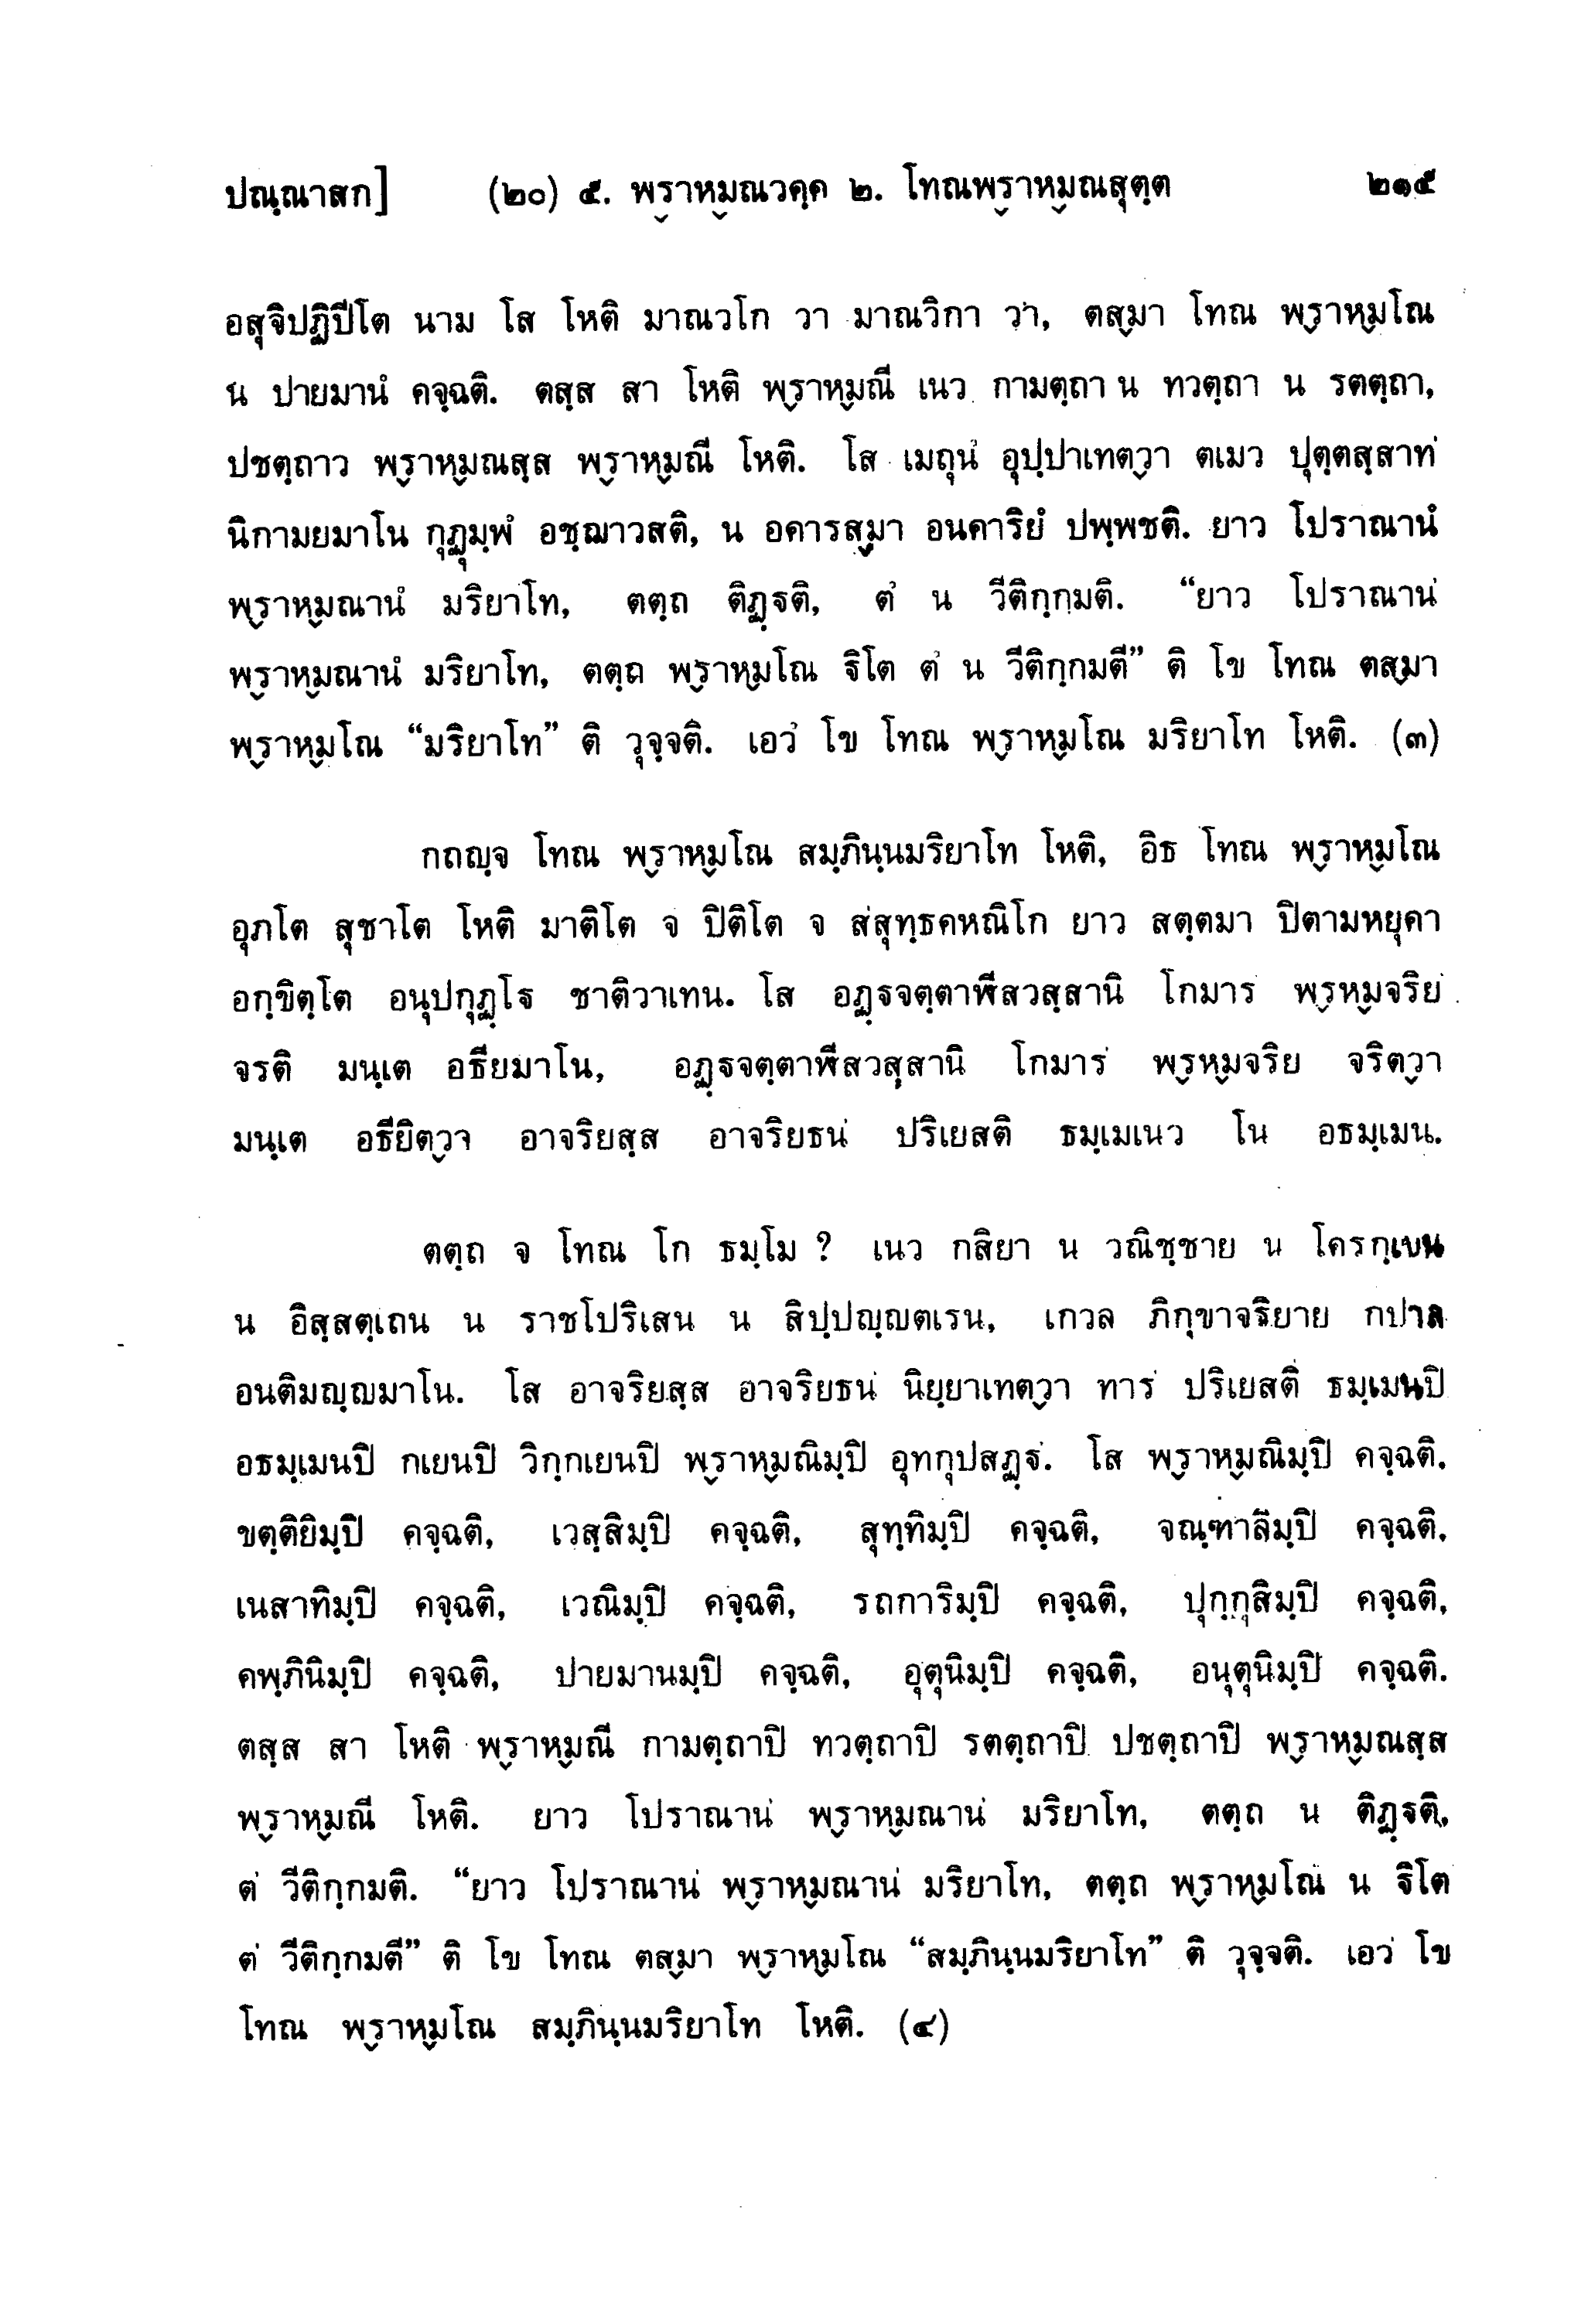 ปณฺณาสก]	(๒๐) ๕. พฺราหฺมณวคฺค ๒. โทณพฺราหฺมณสุตฺต	๒๑๕
อสุจิปฏิปีโต นาม โส โหติ มาณวโก วา มาณวิกา วา, ตสฺมา โทณ พฺราหฺมโณ
น ปายมานํ คจฺฉติ. ตสฺส สา โหติ พฺราหฺมณี เนว กามตฺถา น ทวตฺถา น รตตฺถา,
ปชตฺถาว พฺราหฺมณสฺส พฺราหฺมณี โหติ. โส เมถุนํ อุปฺปาเทตฺวา ตเมว ปุตฺตสฺสาทํ
นิกามยมาโน กุฏุมฺพํ อชฺฌาวสติ, น อคารสฺมา อนคาริยํ ปพฺพชติ. ยาว โปราณานํ
พฺราหฺมณานํ มริยาโท, ตตฺถ ติฏฺฐติ, ตํ น วีติกฺกมติ. “ยาว โปราณานํ
พฺราหฺมณานํ มริยาโท, ตตฺถ พฺราหฺมโณ ฐิโต ตํ น วีติกฺกมตี” ติ โข โทณ ตสฺมา
พฺราหฺมโณ “มริยาโท” ติ วุจฺจติ. เอวํ โข โทณ พฺราหฺมโณ มริยาโท โหติ. (๓)
กถญฺจ โทณ พฺราหฺมโณ สมฺภินฺนมริยาโท โหติ, อิธ โทณ พฺราหฺมโณ
อุภโต สุชาโต โหติ มาติโต จ ปิติโต จ สํสุทฺธคหณิโก ยาว สตฺตมา ปิตามหยุคา
อกฺขิตฺโต อนุปกุฏฺโฐ ชาติวาเทน. โส อฏฺฐจตฺตาฬีสวสฺสานิ โกมารํ พฺรหฺมจริยํ
จรติ มนฺเต อธียมาโน, อฏฺฐจตฺตาฬีสวสฺสานิ โกมารํ พฺรหฺมจริย จริตฺวา
มนฺเต อธียิตฺวา อาจริยสฺส อาจริยธนํ ปริเยสติ ธมฺเมเนว โน อธมฺเมน.
ตตฺถ จ โทณ โก ธมฺโม ? เนว กสิยา น วณิชฺชาย น โครกฺเขน
น อิสฺสตฺเถน น ราชโปริเสน น สิปฺปญฺญตเรน, เกวล ภิกฺขาจริยาย กปาล
อนติมญฺญมาโน. โส อาจริยสฺส อาจริยธนํ นิยฺยาเทตฺวา ทารํ ปริเยสติ ธมฺเมนปิ
อธมฺเมนปิ กเยนปิ วิกฺกเยนปิ พฺราหฺมณิมฺปิ อุทกุปสฏฺฐํ. โส พฺราหฺมณิมฺปิ คจฺฉติ,
ขตฺติยิมฺปิ คจฺฉติ, เวสฺสิมฺปิ คจฺฉติ, สุทฺทิมฺปิ คจฺฉติ, จณฺฑาลิมฺปิ คจฺฉติ,
เนสาทิมฺปิ คจฺฉติ, เวณิมฺปิ คจฺฉติ, รถการิมฺปิ คจฺฉติ, ปุกฺกุสิมฺปิ คจฺฉติ,
คพฺภินิมฺปิ คจฺฉติ, ปายมานมฺปิ คจฺฉติ, อุตุนิมฺปิ คจฺฉติ, อนุตุนิมฺปิ คจฺฉติ.
ตสฺส สา โหติ พฺราหฺมณี กามตฺถาปิ ทวตฺถาปิ รตตฺถาปิ ปชตฺถาปิ พฺราหฺมณสฺส
พฺราหฺมณี โหติ. ยาว โปราณานํ พฺราหฺมณานํ มริยาโท, ตตฺถ น ติฏฺฐติ,
ตํ วีติกฺกมติ. “ยาว โปราณานํ พฺราหฺมณานํ มริยาโท, ตตฺถ พฺราหฺมโณ น ฐิโต
ตํ วีติกฺกมตี” ติ โข โทณ ตสฺมา พฺราหฺมโณ “สมฺภินฺนมริยาโท” ติ วุจฺจติ. เอวํ โข
โทณ พฺราหฺมโณ สมฺภินฺนมริยาโท โหติ. (๔)